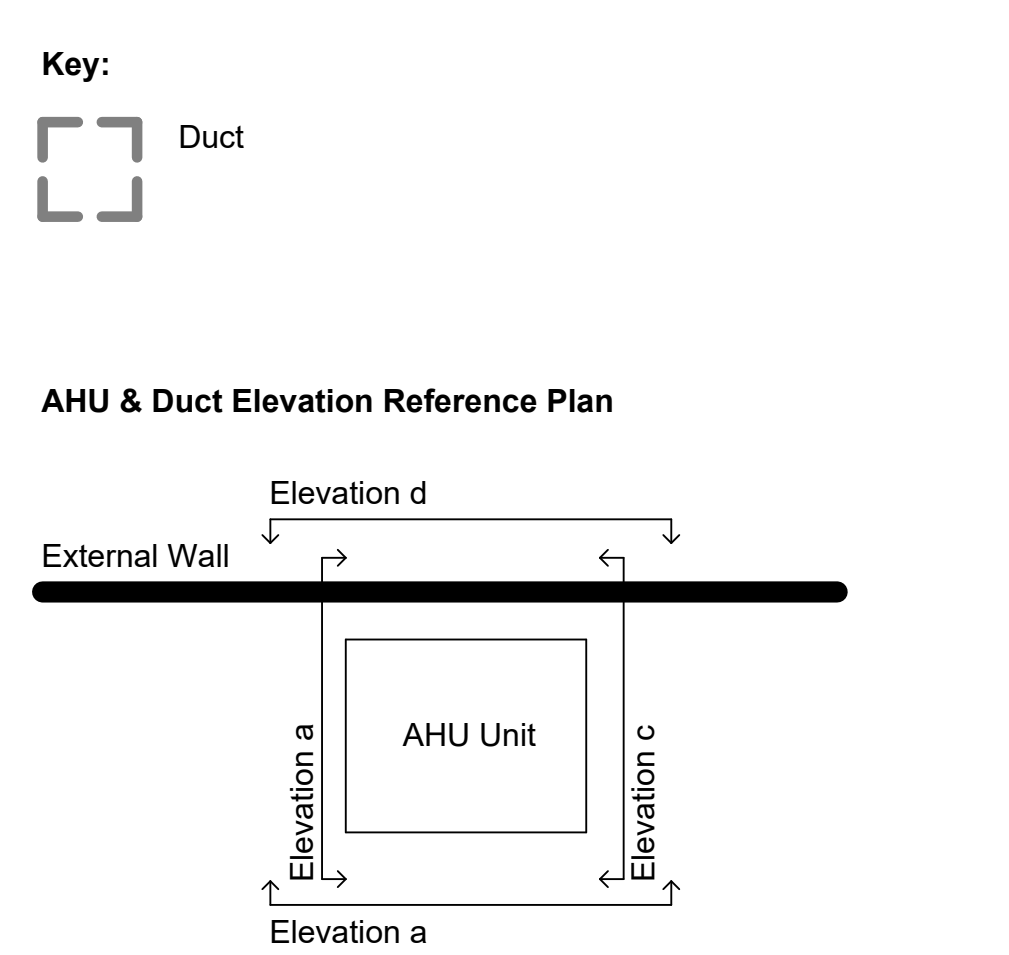 Key:
Duct
AHU & Duct Elevation Reference Plan
Elevation d
External Wall
AHU Unit
Elevation a
Elevation c
Elevation a